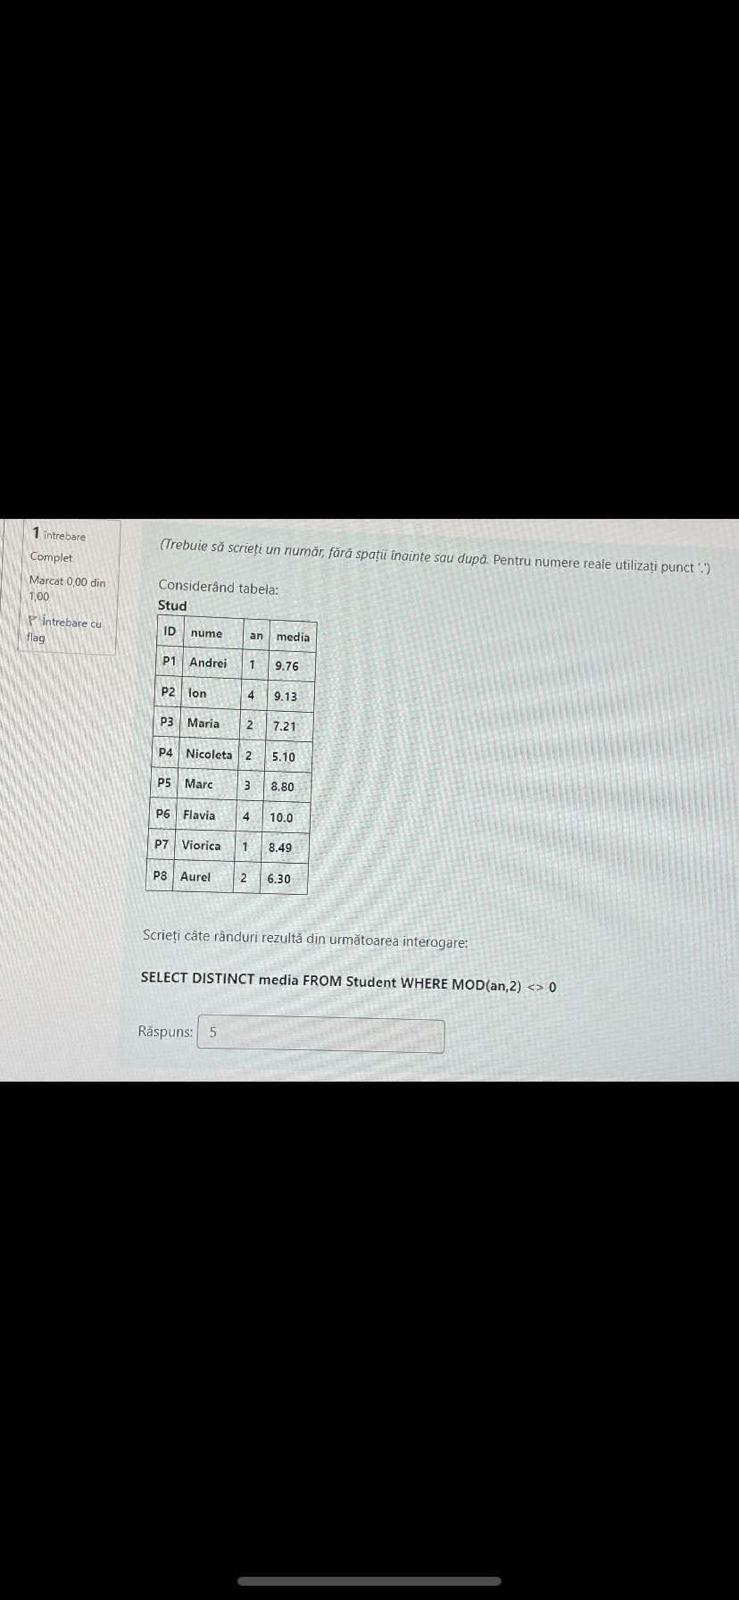 1 întrebare
Complet
Marcat 0,00 din
1,00
Întrebare cu
flag
(Trebuie să scrieți un număr, fără spații înainte sau după. Pentru numere reale utilizați punct '.')
Considerând tabela:
Stud
ID nume an media
P1 Andrei 1 9.76
P2 Ion 4 9.13
P3 Maria 2 7.21
P4 Nicoleta 2 5.10
P5 Marc 3 8.80
P6 Flavia 4 10.0
P7 Viorica 1 8.49
P8 Aurel 2 6.30
Scrieți câte rânduri rezultă din următoarea interogare:
SELECT DISTINCT media FROM Student WHERE MOD(an,2) <> 0
Răspuns: 5